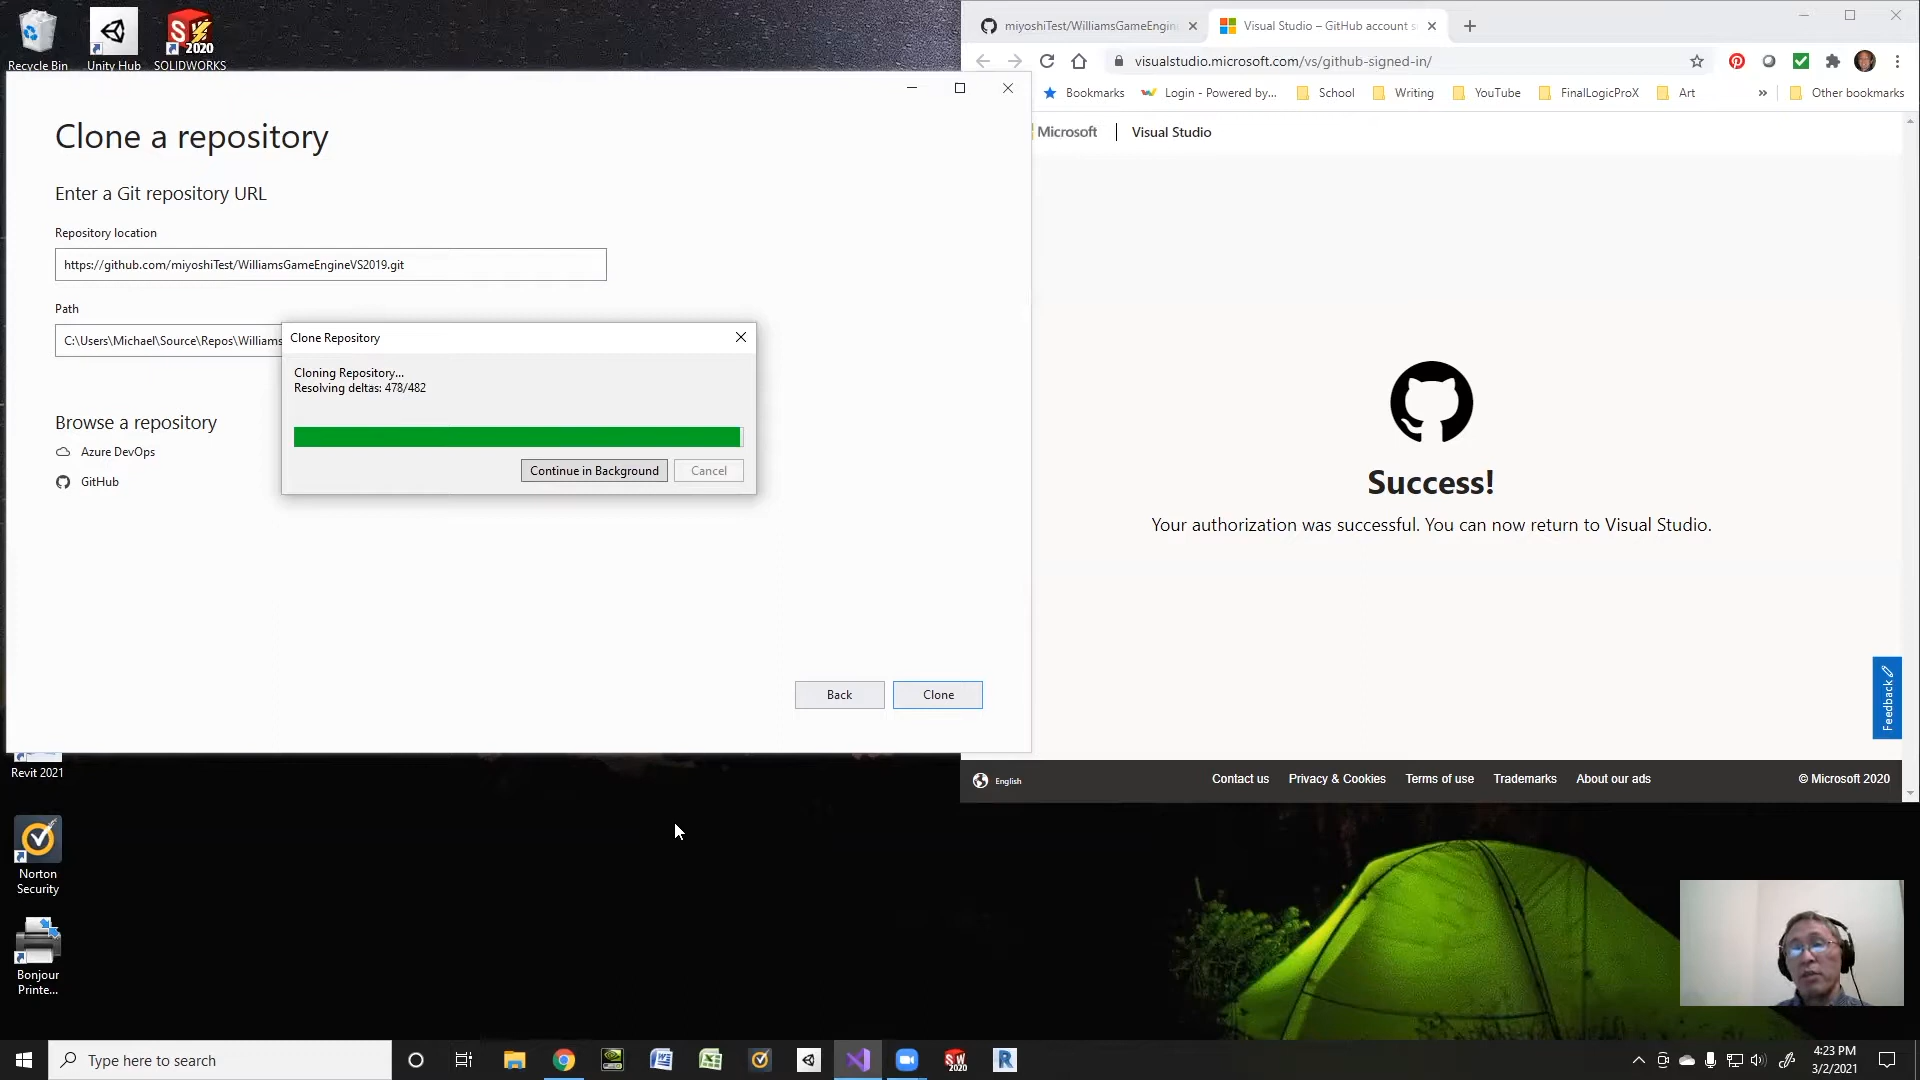 Recycle Bin
Unity Hub
SOLIDWORKS
2020
Clone a repository
Enter a Git repository URL
Repository location
https://github.com/miyoshiTest/WilliamsGameEngineVS2019.git
Path
C:\Users\Michael\Source\Repos\Williams
Clone Repository
Cloning Repository...
Resolving deltas: 478/482
Continue in Background
Cancel
Browse a repository
Azure DevOps
GitHub
Back
Clone
miyoshiTest/WilliamsGameEngin
Visual Studio – GitHub account s
visualstudio.microsoft.com/vs/github-signed-in/
Bookmarks
Login - Powered by...
School
Writing
YouTube
FinalLogicProX
Art
»
Other bookmarks
Microsoft
Visual Studio
Success!
Your authorization was successful. You can now return to Visual Studio.
Feedback
English
Contact us
Privacy & Cookies
Terms of use
Trademarks
About our ads
© Microsoft 2020
Revit 2021
Norton
Security
Bonjour
Printe...
Type here to search
SW
2020
R
4:23 PM
3/2/2021